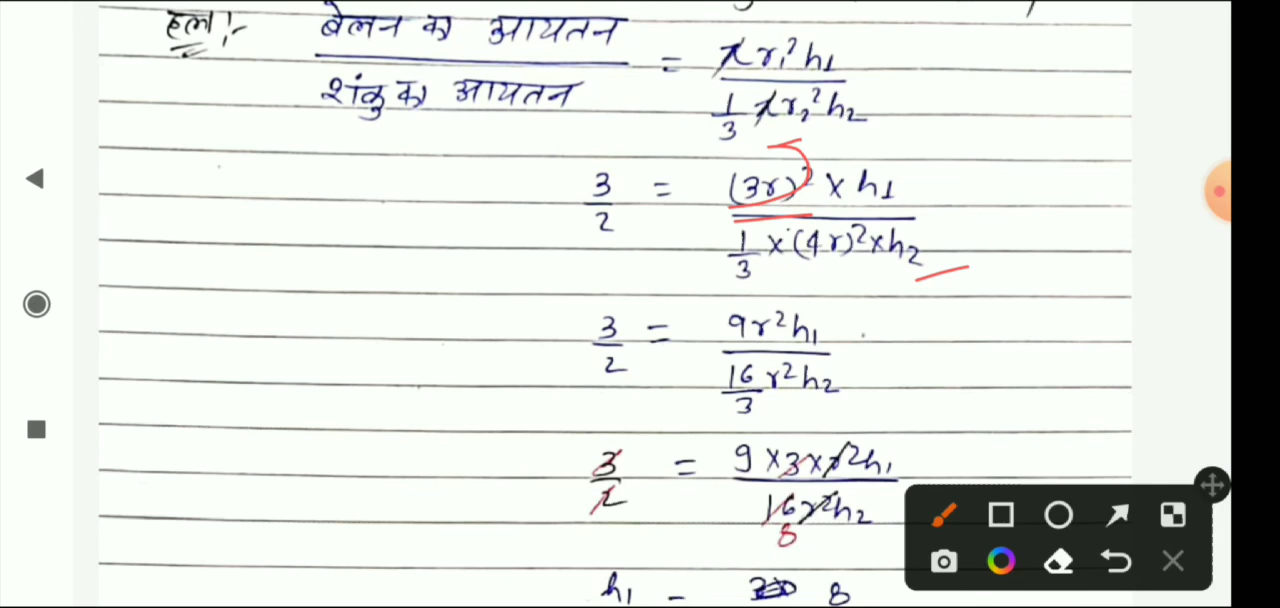 हल :- बेलन का आयतन / शंकु का आयतन = πr₁²h₁ / 1/3 πr₂²h₂
3/2 = (3r)² × h₁ / 1/3 × (4r)² × h₂
3/2 = 9r²h₁ / 16/3 r²h₂
3/2 = 9 × 3 × r²h₁ / 16r²h₂
8
h₁ = 8